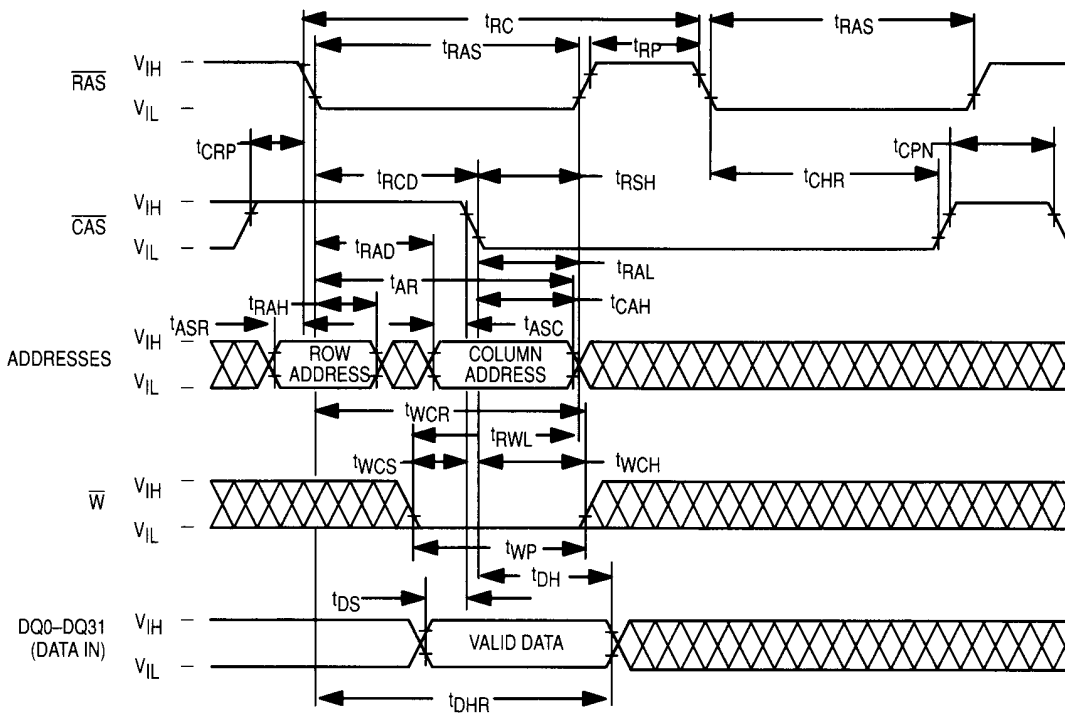 tRC
tRAS
tRP
tRAS
RAS
VIH
VIL
tCRP
tCPN
tRCD
tRSH
tCHR
CAS
VIH
VIL
tRAD
tRAL
tAR
tCAH
tRAH
tASR
tASC
ADDRESSES
VIH
VIL
ROW
ADDRESS
COLUMN
ADDRESS
tWCR
tRWL
tWCS
tWCH
W
VIH
VIL
tWP
tDH
tDS
DQ0–DQ31
(DATA IN)
VIH
VIL
VALID DATA
tDHR